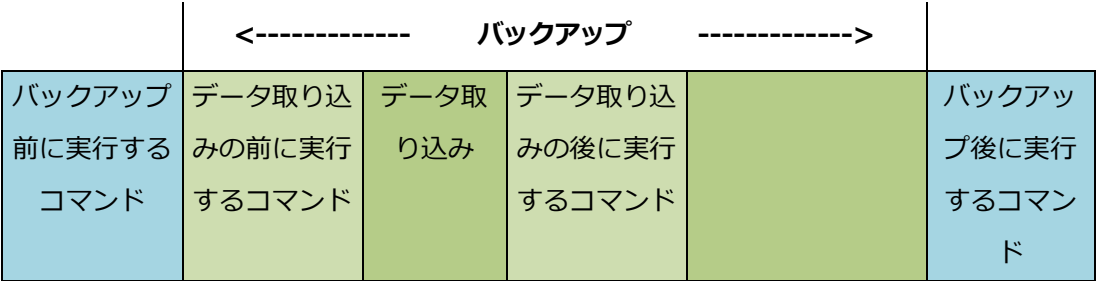 <------------- バックアップ ------------->
バックアップ
前に実行する
コマンド
データ取り込
みの前に実行
するコマンド
データ取
り込み
データ取り込
みの後に実行
するコマンド
バックアッ
プ後に実行
するコマン
ド